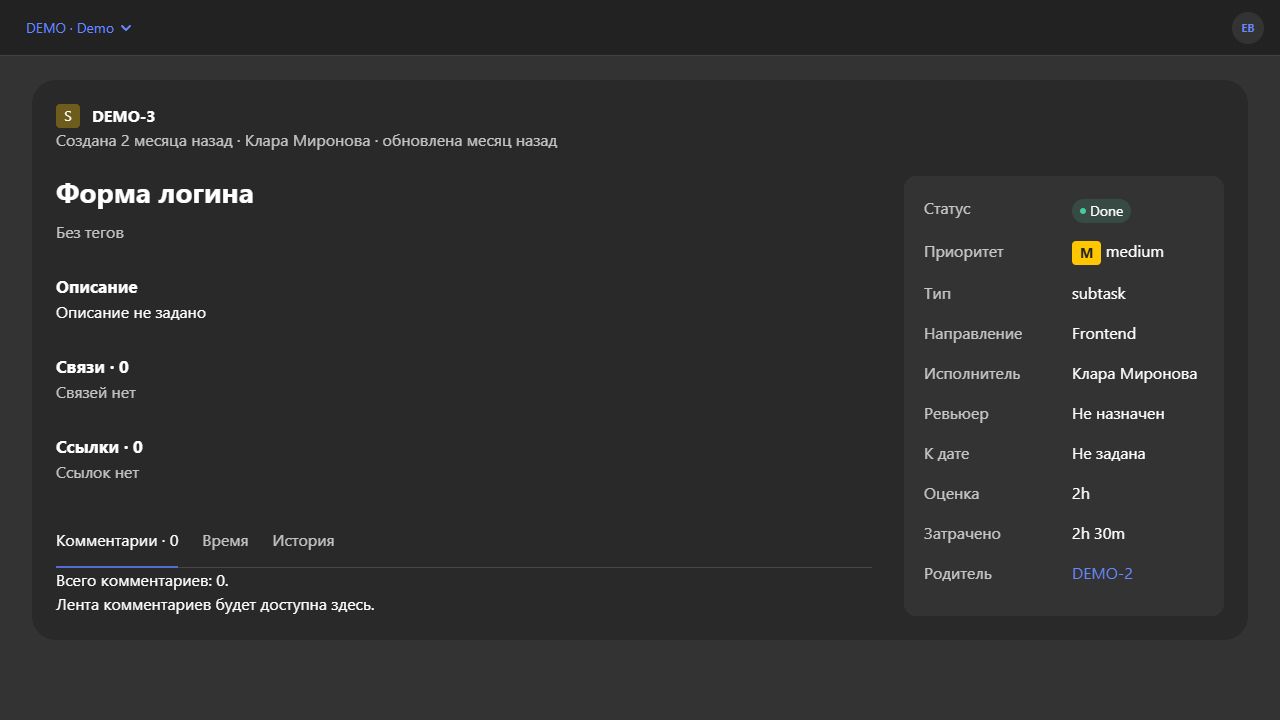 DEMO · Demo
EB
S DEMO-3
Создана 2 месяца назад · Клара Миронова · обновлена месяц назад
Форма логина
Без тегов
Описание
Описание не задано
Связи · 0
Связей нет
Ссылки · 0
Ссылок нет
Комментарии · 0 Время История
Всего комментариев: 0.
Лента комментариев будет доступна здесь.
Статус Done
Приоритет M medium
Тип subtask
Направление Frontend
Исполнитель Клара Миронова
Ревьюер Не назначен
К дате Не задана
Оценка 2h
Затрачено 2h 30m
Родитель DEMO-2